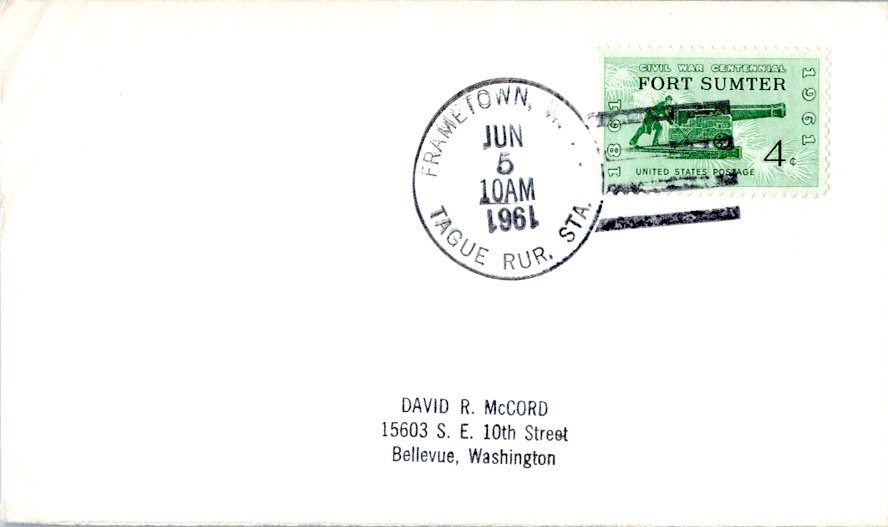 CIVIL WAR CENTENNIAL
FORT SUMTER
1861
1961
4¢
UNITED STATES POSTAGE
FRAMETOWN, W.
JUN
5
10AM
1961
TAGUE RUR. STA.
DAVID R. McCORD
15603 S. E. 10th Street
Bellevue, Washington